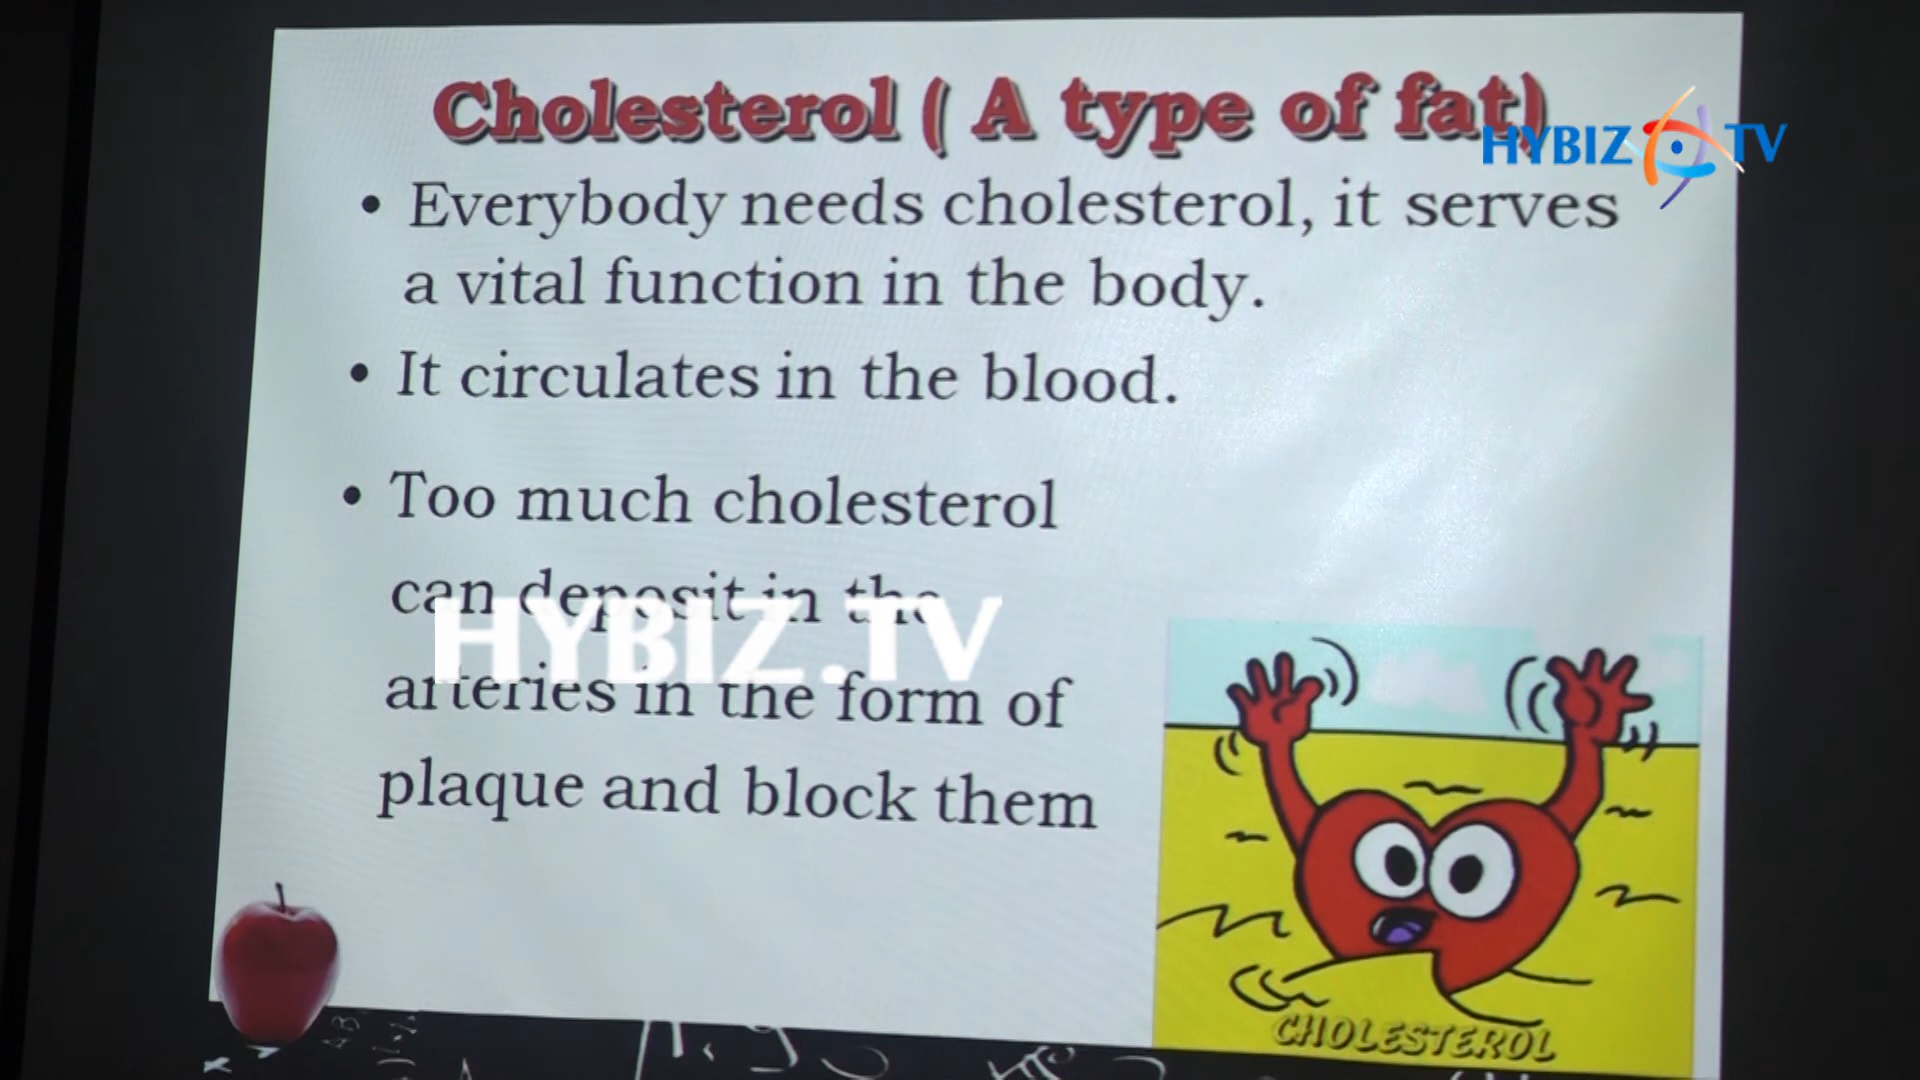 Cholesterol ( A type of fat)
HYBIZ TV
• Everybody needs cholesterol, it serves
a vital function in the body.
• It circulates in the blood.
• Too much cholesterol
can deposit in the
HYBIZ.TV
arteries in the form of
plaque and block them
CHOLESTEROL